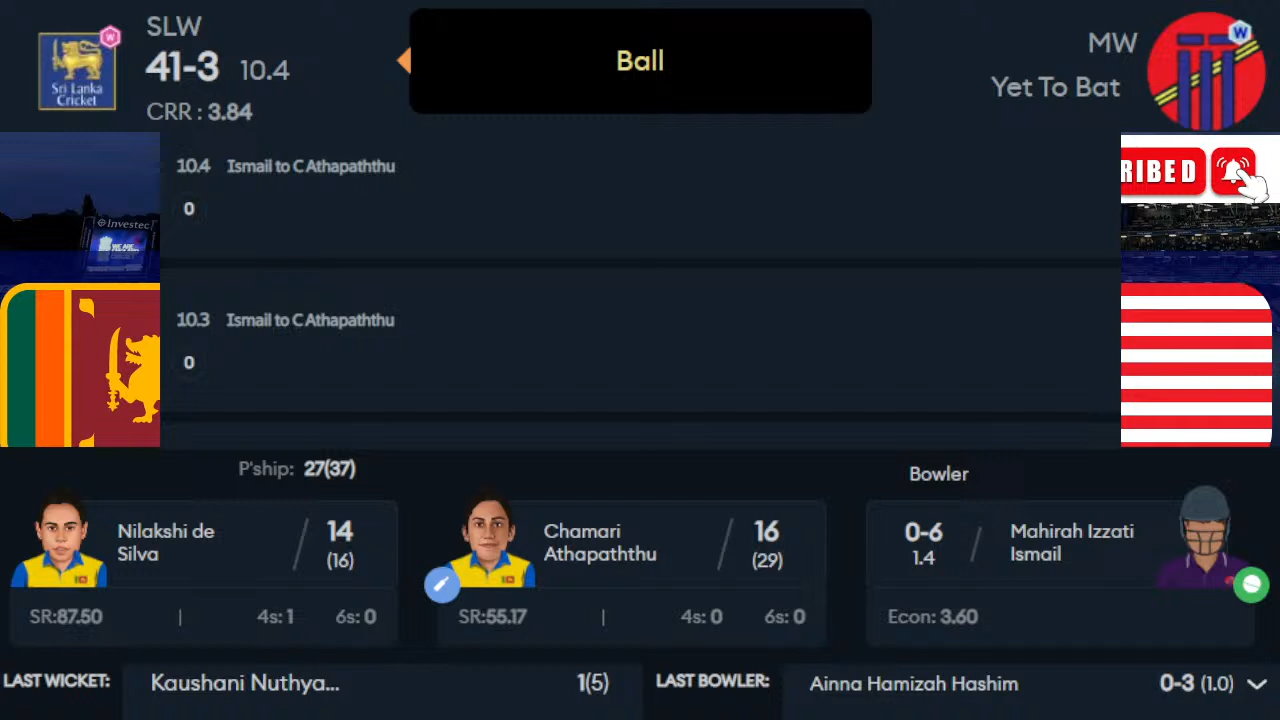 SLW
41-3 10.4
CRR : 3.84
Sri Lanka
Cricket
W
Ball
MW
Yet To Bat
W
10.4 Ismail to C Athapaththu
0
10.3 Ismail to C Athapaththu
0
Investec
WE ARE
RIBED
P'ship: 27(37)
Bowler
Nilakshi de
Silva
14
(16)
SR:87.50 | 4s: 1 6s: 0
Chamari
Athapaththu
16
(29)
SR:55.17 | 4s: 0 6s: 0
0-6
1.4
Mahirah Izzati
Ismail
Econ: 3.60
LAST WICKET: Kaushani Nuthya... 1(5)
LAST BOWLER: Ainna Hamizah Hashim 0-3 (1.0)